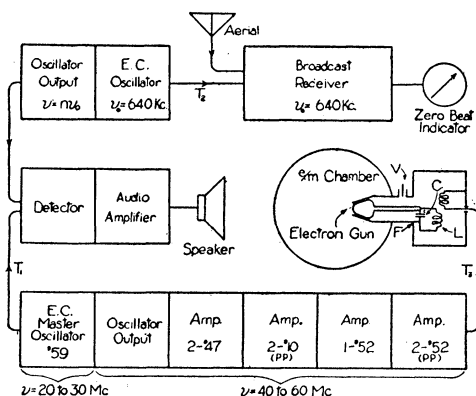 Aerial
Oscillator
Output
ν = nν₀
E. C.
Oscillator
ν₀ = 640 Kc.
T₂
Broadcast
Receiver
ν₀ = 640 Kc.
Zero Beat
Indicator
Detector
Audio
Amplifier
Speaker
e/m Chamber
Electron Gun
V
C
F
L
T₃
T₁
E.C.
Master
Oscillator
#59
Oscillator
Output
Amp.
2-#47
Amp.
2-#10
(PP)
Amp.
1-#52
Amp.
2-#52
(PP)
ν = 20 to 30 Mc
ν = 40 to 60 Mc